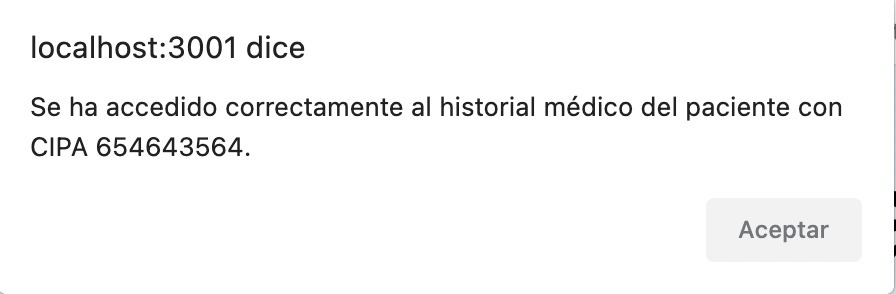 localhost:3001 dice
Se ha accedido correctamente al historial médico del paciente con
CIPA 654643564.
Aceptar